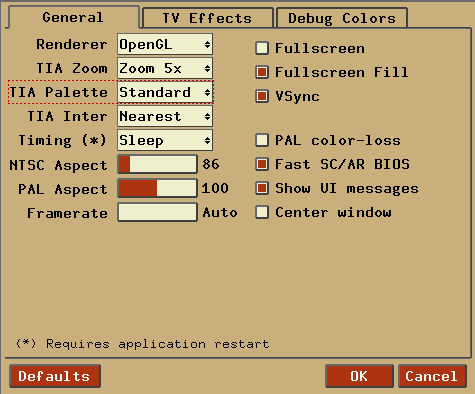 General TV Effects Debug Colors
Renderer OpenGL Fullscreen
TIA Zoom Zoom 5x Fullscreen Fill
TIA Palette Standard VSync
TIA Inter Nearest
Timing (*) Sleep PAL color-loss
NTSC Aspect 86 Fast SC/AR BIOS
PAL Aspect 100 Show UI messages
Framerate Auto Center window
(*) Requires application restart
Defaults OK Cancel